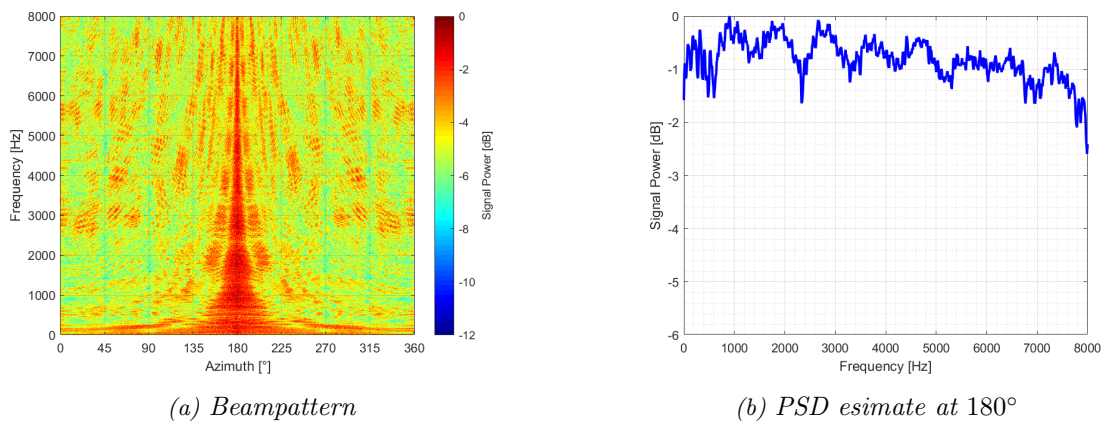 8000
7000
6000
5000
4000
3000
2000
1000
0
Frequency [Hz]
0 45 90 135 180 225 270 315 360
Azimuth [°]
0
-2
-4
-6
-8
-10
-12
Signal Power [dB]
(a) Beampattern
0
-1
-2
-3
-4
-5
-6
Signal Power [dB]
0 1000 2000 3000 4000 5000 6000 7000 8000
Frequency [Hz]
(b) PSD esimate at 180°